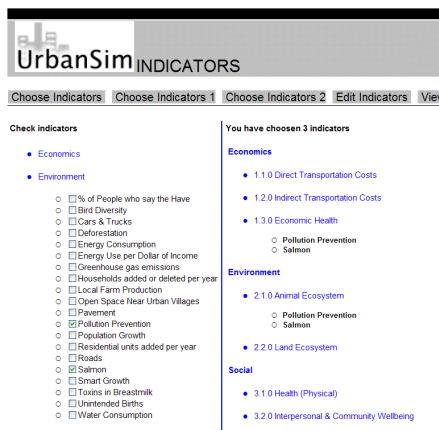 UrbanSim INDICATORS
Choose Indicators Choose Indicators 1 Choose Indicators 2 Edit Indicators Vie
Check indicators
Economics
Environment
% of People who say the Have
Bird Diversity
Cars & Trucks
Deforestation
Energy Consumption
Energy Use per Dollar of Income
Greenhouse gas emissions
Households added or deleted per year
Local Farm Production
Open Space Near Urban Villages
Pavement
Pollution Prevention
Population Growth
Residential units added per year
Roads
Salmon
Smart Growth
Toxins in Breastmilk
Unintended Births
Water Consumption
You have choosen 3 indicators
Economics
1.1.0 Direct Transportation Costs
1.2.0 Indirect Transportation Costs
1.3.0 Economic Health
Pollution Prevention
Salmon
Environment
2.1.0 Animal Ecosystem
Pollution Prevention
Salmon
2.2.0 Land Ecosystem
Social
3.1.0 Health (Physical)
3.2.0 Interpersonal & Community Wellbeing